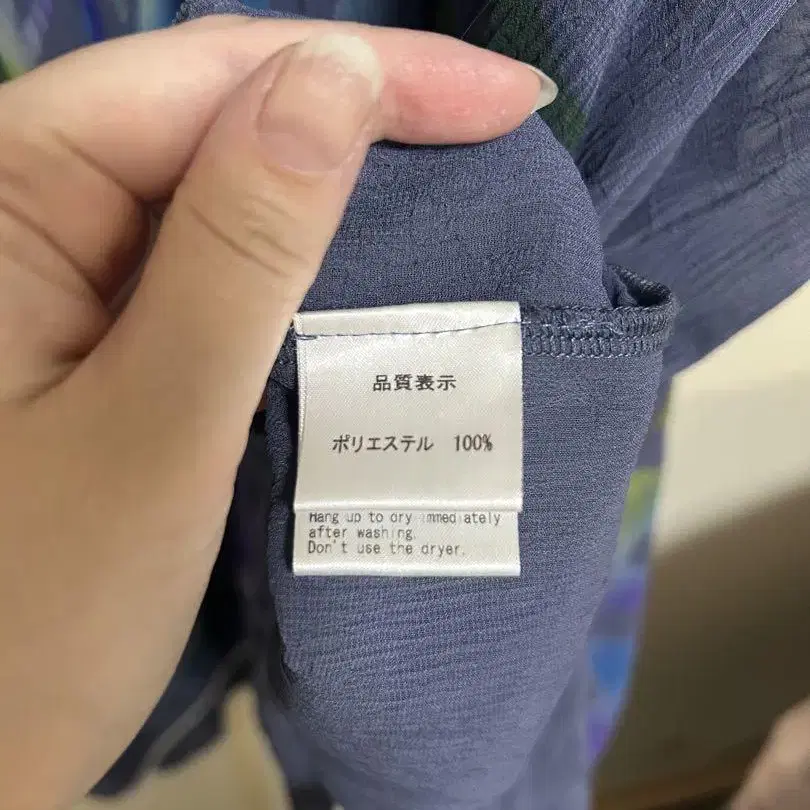 品質表示
ポリエステル 100%
Hang up to dry immediately
after washing.
Don't use the dryer.